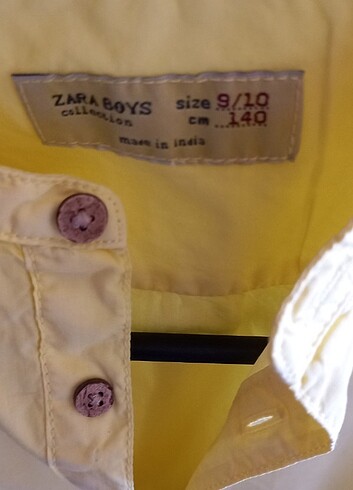 ZARA BOYS
collection
size 9/10
cm 140
made in india